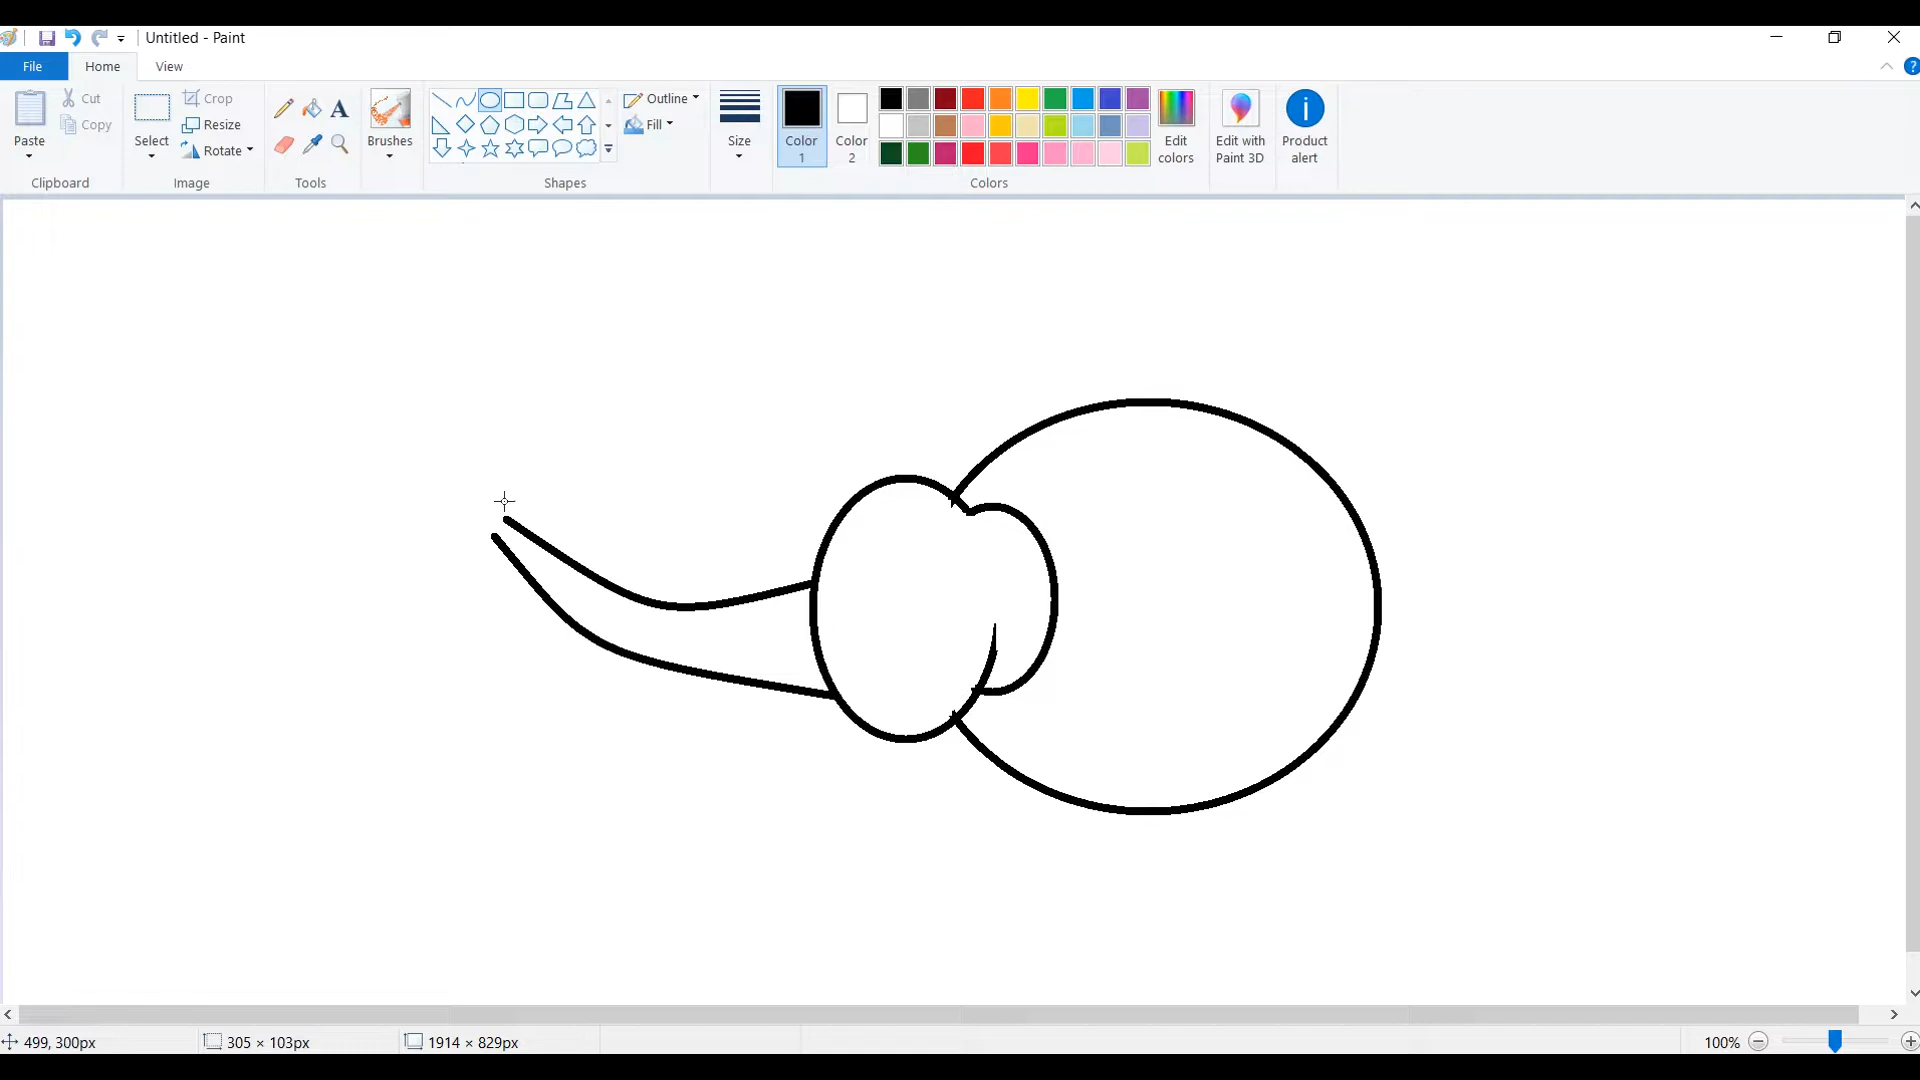 Untitled - Paint
File Home View
Paste Cut Copy
Clipboard
Select Crop Resize Rotate
Image
Tools
Brushes
Outline Fill
Shapes
Size
Color 1
Color 2
Edit colors
Colors
Edit with Paint 3D
Product alert
499, 300px 305 × 103px 1914 × 829px 100%